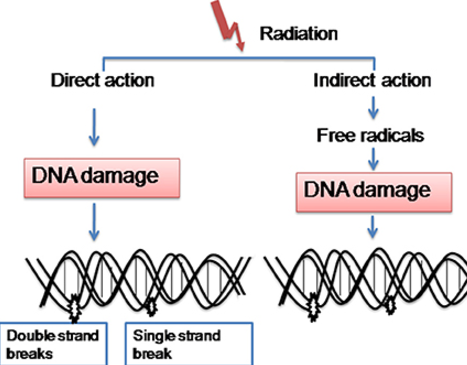 Radiation
Direct action
Indirect action
Free radicals
DNA damage
DNA damage
Double strand
breaks
Single strand
break